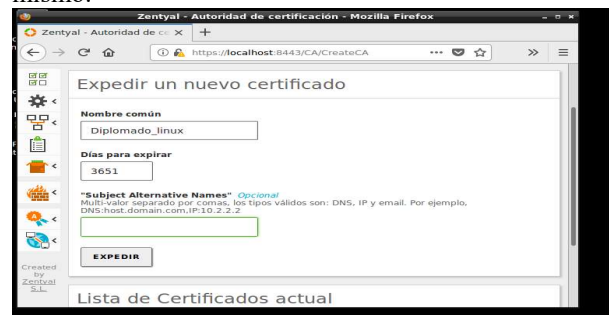 mismo.
Zentyal - Autoridad de certificación - Mozilla Firefox
Zentyal - Autoridad de ce
https://localhost:8443/CA/CreateCA
Expedir un nuevo certificado
Nombre común
Diplomado_linux
Días para expirar
3651
"Subject Alternative Names" Opcional
Multi-valor separado por comas, los tipos válidos son: DNS, IP y email. Por ejemplo,
DNS:host.domain.com,IP:10.2.2.2
EXPEDIR
Created
by
Zentyal
S.L.
Lista de Certificados actual